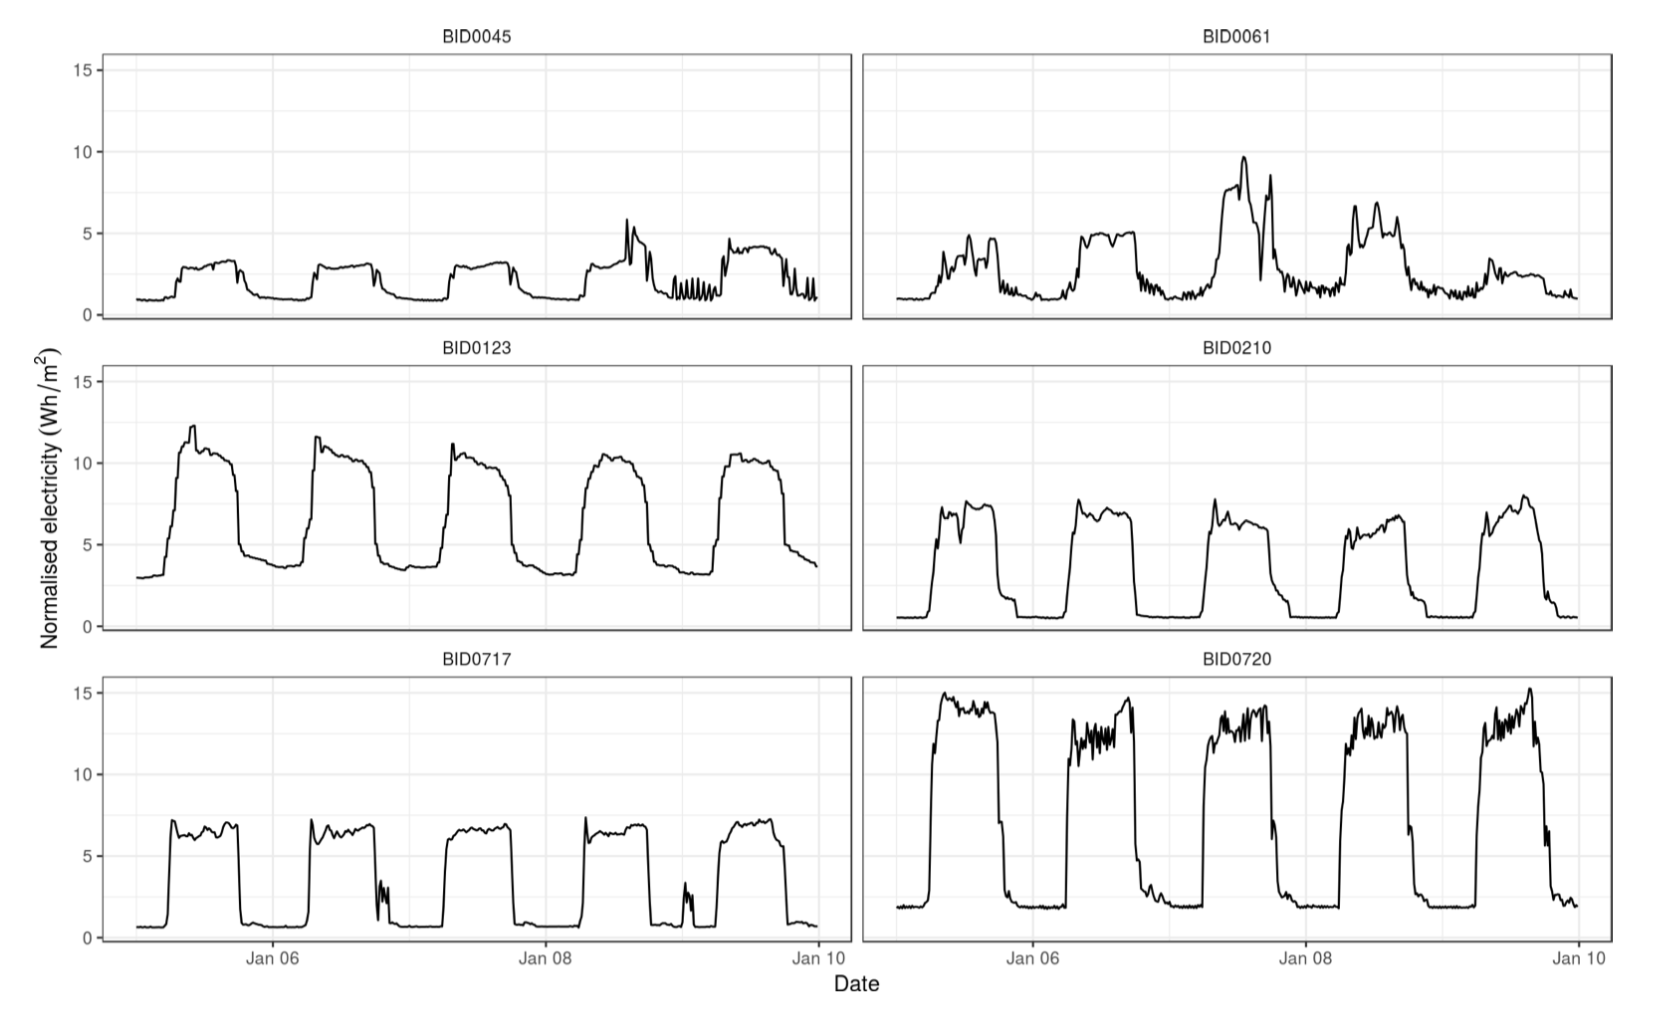 BID0045 BID0061
15 10 5 0
BID0123 BID0210
15 10 5 0
Normalised electricity (Wh/m²)
BID0717 BID0720
15 10 5 0
Jan 06 Jan 08 Jan 10 Jan 06 Jan 08 Jan 10
Date